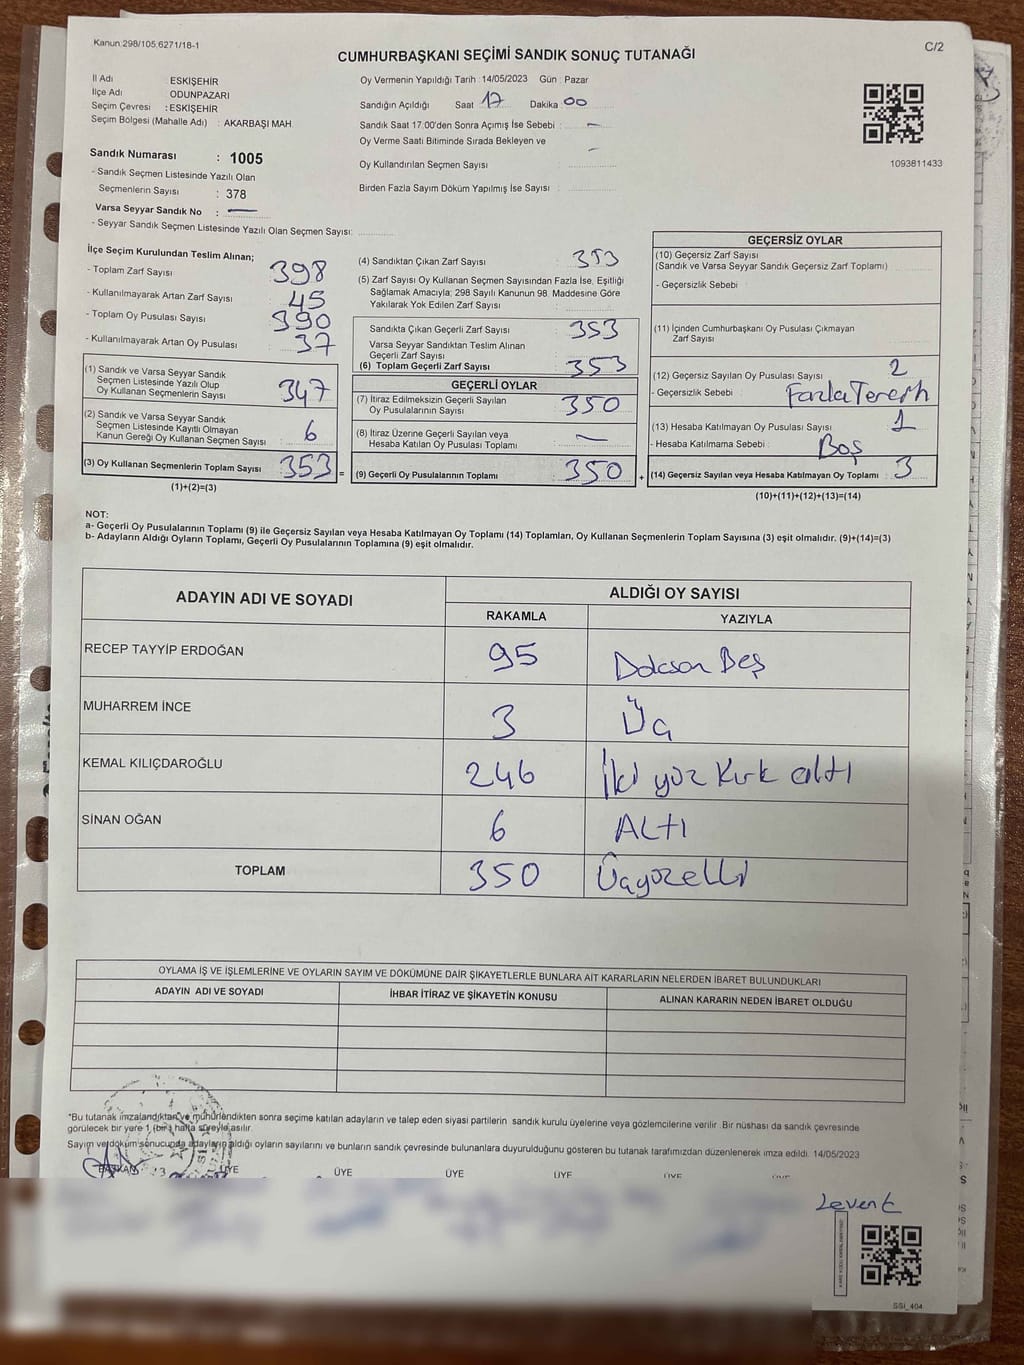 Kanun:298/105,6271/18-1
C/2
CUMHURBAŞKANI SEÇİMİ SANDIK SONUÇ TUTANAĞI
İl Adı ESKİŞEHİR
İlçe Adı ODUNPAZARI
Seçim Çevresi : ESKİŞEHİR
Seçim Bölgesi (Mahalle Adı) : AKARBAŞI MAH.
Sandık Numarası : 1005
- Sandık Seçmen Listesinde Yazılı Olan
Seçmenlerin Sayısı : 378
Varsa Seyyar Sandık No : —
- Seyyar Sandık Seçmen Listesinde Yazılı Olan Seçmen Sayısı:
Oy Vermenin Yapıldığı Tarih : 14/05/2023 Gün : Pazar
Sandığın Açıldığı Saat 17 Dakika 00
Sandık Saat 17:00'den Sonra Açımış İse Sebebi : —
Oy Verme Saati Bitiminde Sırada Bekleyen ve —
Oy Kullandırılan Seçmen Sayısı :
Birden Fazla Sayım Döküm Yapılmış İse Sayısı :
1093811433
İlçe Seçim Kurulundan Teslim Alınan;
- Toplam Zarf Sayısı 398
- Kullanılmayarak Artan Zarf Sayısı 45
- Toplam Oy Pusulası Sayısı 390
- Kullanılmayarak Artan Oy Pusulası 37
(1) Sandık ve Varsa Seyyar Sandık
Seçmen Listesinde Yazılı Olup
Oy Kullanan Seçmenlerin Sayısı 347
(2) Sandık ve Varsa Seyyar Sandık
Seçmen Listesinde Kayıtlı Olmayan
Kanun Gereği Oy Kullanan Seçmen Sayısı 6
(3) Oy Kullanan Seçmenlerin Toplam Sayısı 353 =
(1)+(2)=(3)
(4) Sandıktan Çıkan Zarf Sayısı 353
(5) Zarf Sayısı Oy Kullanan Seçmen Sayısından Fazla İse, Eşitliği
Sağlamak Amacıyla; 298 Sayılı Kanunun 98. Maddesine Göre
Yakılarak Yok Edilen Zarf Sayısı
Sandıkta Çıkan Geçerli Zarf Sayısı 353
Varsa Seyyar Sandıktan Teslim Alınan
Geçerli Zarf Sayısı
(6) Toplam Geçerli Zarf Sayısı 353
GEÇERLİ OYLAR
(7) İtiraz Edilmeksizin Geçerli Sayılan
Oy Pusulalarının Sayısı 350
(8) İtiraz Üzerine Geçerli Sayılan veya
Hesaba Katılan Oy Pusulası Toplamı —
(9) Geçerli Oy Pusulalarının Toplamı 350 +
GEÇERSİZ OYLAR
(10) Geçersiz Zarf Sayısı
(Sandık ve Varsa Seyyar Sandık Geçersiz Zarf Toplamı)
- Geçersizlik Sebebi :
(11) İçinden Cumhurbaşkanı Oy Pusulası Çıkmayan
Zarf Sayısı
(12) Geçersiz Sayılan Oy Pusulası Sayısı 2
- Geçersizlik Sebebi :
(13) Hesaba Katılmayan Oy Pusulası Sayısı 1
- Hesaba Katılmama Sebebi : Boş
(14) Geçersiz Sayılan veya Hesaba Katılmayan Oy Toplamı 3
(10)+(11)+(12)+(13)=(14)
NOT:
a- Geçerli Oy Pusulalarının Toplamı (9) ile Geçersiz Sayılan veya Hesaba Katılmayan Oy Toplamı (14) Toplamları, Oy Kullanan Seçmenlerin Toplam Sayısına (3) eşit olmalıdır. (9)+(14)=(3)
b- Adayların Aldığı Oyların Toplamı, Geçerli Oy Pusulalarının Toplamına (9) eşit olmalıdır.
ADAYIN ADI VE SOYADI ALDIĞI OY SAYISI
RAKAMLA YAZIYLA
RECEP TAYYİP ERDOĞAN 95 Doksan Beş
MUHARREM İNCE 3 Üç
KEMAL KILIÇDAROĞLU 246 İki yüz Kırk altı
SİNAN OĞAN 6 ALTI
TOPLAM 350 Üçyüzelli
OYLAMA İŞ VE İŞLEMLERİNE VE OYLARIN SAYIM VE DÖKÜMÜNE DAİR ŞİKAYETLERLE BUNLARA AİT KARARLARIN NELERDEN İBARET BULUNDUKLARI
ADAYIN ADI VE SOYADI İHBAR İTİRAZ VE ŞİKAYETİN KONUSU ALINAN KARARIN NEDEN İBARET OLDUĞU
*Bu tutanak imzalandıktan ve mühürlendikten sonra seçime katılan adayların ve talep eden siyasi partilerin sandık kurulu üyelerine veya gözlemcilerine verilir. Bir nüshası da sandık çevresinde
görülecek bir yere 1 (bir) hafta süreyle asılır.
Sayım ve döküm sonucunda adayların aldığı oyların sayılarını ve bunların sandık çevresinde bulunanlara duyurulduğunu gösteren bu tutanak tarafımızdan düzenlenerek imza edildi. 14/05/2023
BAŞKAN ÜYE ÜYE ÜYE ÜYE ÜYE ÜYE
Levent
SSI_404